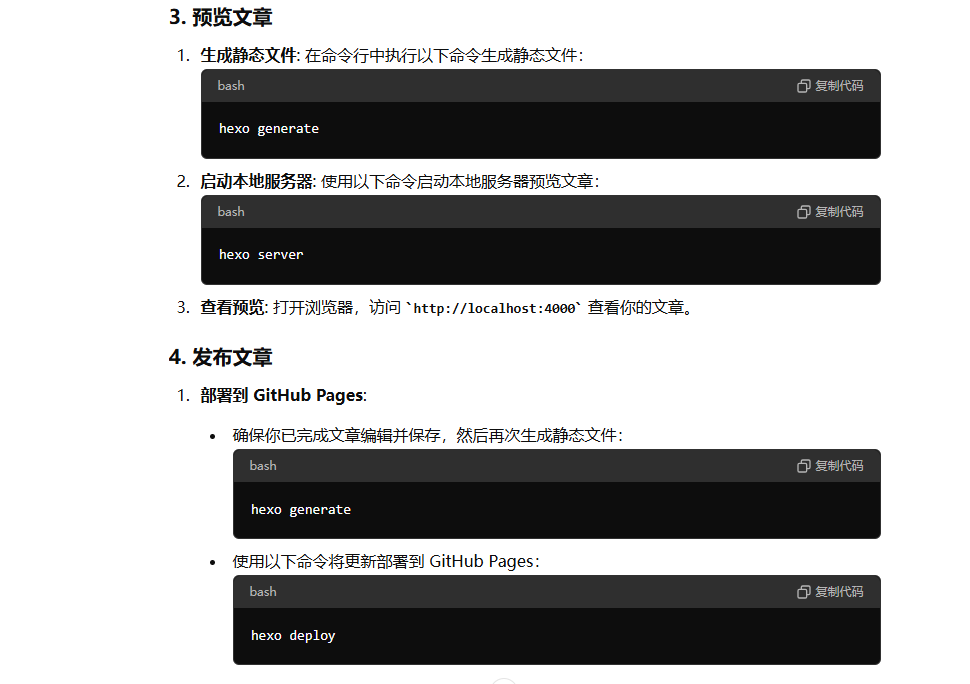 3. 预览文章
1. 生成静态文件: 在命令行中执行以下命令生成静态文件：
bash 复制代码
hexo generate
2. 启动本地服务器: 使用以下命令启动本地服务器预览文章：
bash 复制代码
hexo server
3. 查看预览: 打开浏览器，访问 `http://localhost:4000` 查看你的文章。
4. 发布文章
1. 部署到 GitHub Pages:
• 确保你已完成文章编辑并保存，然后再次生成静态文件：
bash 复制代码
hexo generate
• 使用以下命令将更新部署到 GitHub Pages：
bash 复制代码
hexo deploy